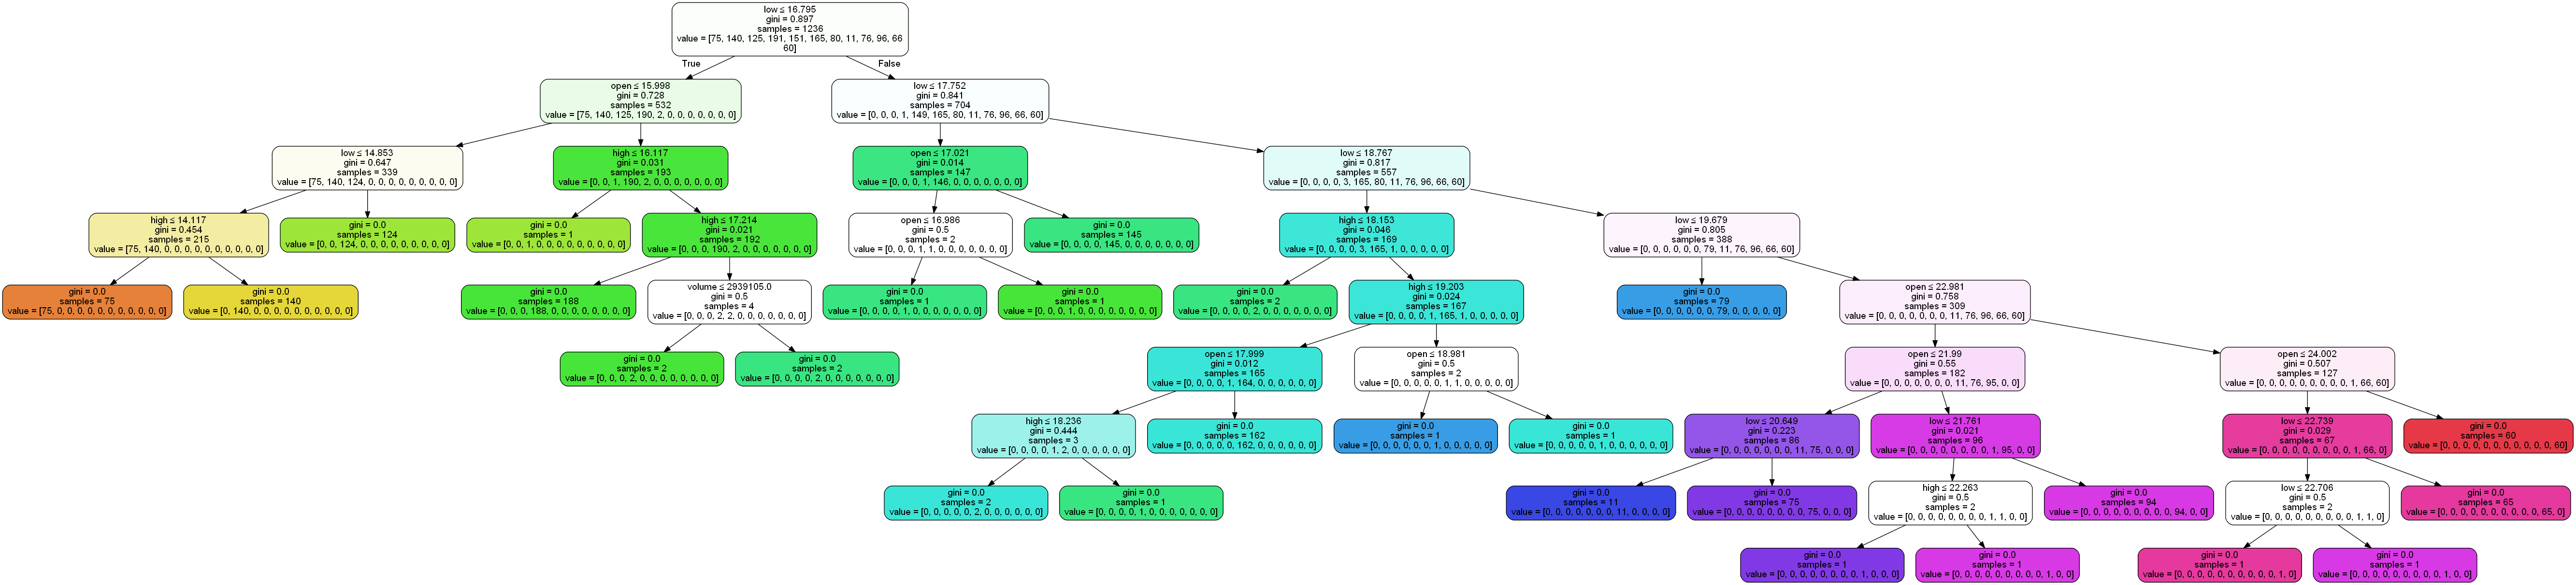 low ≤ 16.795
gini = 0.897
samples = 1236
value = [75, 140, 125, 191, 151, 165, 80, 11, 76, 96, 66
60]
True
False
open ≤ 15.998
gini = 0.728
samples = 532
value = [75, 140, 125, 190, 2, 0, 0, 0, 0, 0, 0, 0]
low ≤ 17.752
gini = 0.841
samples = 704
value = [0, 0, 0, 1, 149, 165, 80, 11, 76, 96, 66, 60]
low ≤ 14.853
gini = 0.647
samples = 339
value = [75, 140, 124, 0, 0, 0, 0, 0, 0, 0, 0, 0]
high ≤ 16.117
gini = 0.031
samples = 193
value = [0, 0, 1, 190, 2, 0, 0, 0, 0, 0, 0, 0]
open ≤ 17.021
gini = 0.014
samples = 147
value = [0, 0, 0, 1, 146, 0, 0, 0, 0, 0, 0, 0]
low ≤ 18.767
gini = 0.817
samples = 557
value = [0, 0, 0, 0, 3, 165, 80, 11, 76, 96, 66, 60]
high ≤ 14.117
gini = 0.454
samples = 215
value = [75, 140, 0, 0, 0, 0, 0, 0, 0, 0, 0, 0]
gini = 0.0
samples = 124
value = [0, 0, 124, 0, 0, 0, 0, 0, 0, 0, 0, 0]
gini = 0.0
samples = 1
value = [0, 0, 1, 0, 0, 0, 0, 0, 0, 0, 0, 0]
high ≤ 17.214
gini = 0.021
samples = 192
value = [0, 0, 0, 190, 2, 0, 0, 0, 0, 0, 0, 0]
open ≤ 16.986
gini = 0.5
samples = 2
value = [0, 0, 0, 1, 1, 0, 0, 0, 0, 0, 0, 0]
gini = 0.0
samples = 145
value = [0, 0, 0, 0, 145, 0, 0, 0, 0, 0, 0, 0]
high ≤ 18.153
gini = 0.046
samples = 169
value = [0, 0, 0, 0, 3, 165, 1, 0, 0, 0, 0, 0]
low ≤ 19.679
gini = 0.805
samples = 388
value = [0, 0, 0, 0, 0, 0, 79, 11, 76, 96, 66, 60]
gini = 0.0
samples = 75
value = [75, 0, 0, 0, 0, 0, 0, 0, 0, 0, 0, 0]
gini = 0.0
samples = 140
value = [0, 140, 0, 0, 0, 0, 0, 0, 0, 0, 0, 0]
gini = 0.0
samples = 188
value = [0, 0, 0, 188, 0, 0, 0, 0, 0, 0, 0, 0]
volume ≤ 2939105.0
gini = 0.5
samples = 4
value = [0, 0, 0, 2, 2, 0, 0, 0, 0, 0, 0, 0]
gini = 0.0
samples = 1
value = [0, 0, 0, 0, 1, 0, 0, 0, 0, 0, 0, 0]
gini = 0.0
samples = 1
value = [0, 0, 0, 1, 0, 0, 0, 0, 0, 0, 0, 0]
gini = 0.0
samples = 2
value = [0, 0, 0, 0, 2, 0, 0, 0, 0, 0, 0, 0]
high ≤ 19.203
gini = 0.024
samples = 167
value = [0, 0, 0, 0, 1, 165, 1, 0, 0, 0, 0, 0]
gini = 0.0
samples = 79
value = [0, 0, 0, 0, 0, 0, 79, 0, 0, 0, 0, 0]
open ≤ 22.981
gini = 0.758
samples = 309
value = [0, 0, 0, 0, 0, 0, 0, 11, 76, 96, 66, 60]
gini = 0.0
samples = 2
value = [0, 0, 0, 2, 0, 0, 0, 0, 0, 0, 0, 0]
gini = 0.0
samples = 2
value = [0, 0, 0, 0, 2, 0, 0, 0, 0, 0, 0, 0]
open ≤ 17.999
gini = 0.012
samples = 165
value = [0, 0, 0, 0, 1, 164, 0, 0, 0, 0, 0, 0]
open ≤ 18.981
gini = 0.5
samples = 2
value = [0, 0, 0, 0, 0, 1, 1, 0, 0, 0, 0, 0]
open ≤ 21.99
gini = 0.55
samples = 182
value = [0, 0, 0, 0, 0, 0, 0, 11, 76, 95, 0, 0]
open ≤ 24.002
gini = 0.507
samples = 127
value = [0, 0, 0, 0, 0, 0, 0, 0, 0, 1, 66, 60]
high ≤ 18.236
gini = 0.444
samples = 3
value = [0, 0, 0, 0, 1, 2, 0, 0, 0, 0, 0, 0]
gini = 0.0
samples = 162
value = [0, 0, 0, 0, 0, 162, 0, 0, 0, 0, 0, 0]
gini = 0.0
samples = 1
value = [0, 0, 0, 0, 0, 0, 1, 0, 0, 0, 0, 0]
gini = 0.0
samples = 1
value = [0, 0, 0, 0, 0, 1, 0, 0, 0, 0, 0, 0]
low ≤ 20.649
gini = 0.223
samples = 86
value = [0, 0, 0, 0, 0, 0, 0, 11, 75, 0, 0, 0]
low ≤ 21.761
gini = 0.021
samples = 96
value = [0, 0, 0, 0, 0, 0, 0, 0, 1, 95, 0, 0]
low ≤ 22.739
gini = 0.029
samples = 67
value = [0, 0, 0, 0, 0, 0, 0, 0, 0, 1, 66, 0]
gini = 0.0
samples = 60
value = [0, 0, 0, 0, 0, 0, 0, 0, 0, 0, 0, 60]
gini = 0.0
samples = 2
value = [0, 0, 0, 0, 0, 2, 0, 0, 0, 0, 0, 0]
gini = 0.0
samples = 1
value = [0, 0, 0, 0, 1, 0, 0, 0, 0, 0, 0, 0]
gini = 0.0
samples = 11
value = [0, 0, 0, 0, 0, 0, 0, 11, 0, 0, 0, 0]
gini = 0.0
samples = 75
value = [0, 0, 0, 0, 0, 0, 0, 0, 75, 0, 0, 0]
high ≤ 22.263
gini = 0.5
samples = 2
value = [0, 0, 0, 0, 0, 0, 0, 0, 1, 1, 0, 0]
gini = 0.0
samples = 94
value = [0, 0, 0, 0, 0, 0, 0, 0, 0, 94, 0, 0]
low ≤ 22.706
gini = 0.5
samples = 2
value = [0, 0, 0, 0, 0, 0, 0, 0, 0, 1, 1, 0]
gini = 0.0
samples = 65
value = [0, 0, 0, 0, 0, 0, 0, 0, 0, 0, 65, 0]
gini = 0.0
samples = 1
value = [0, 0, 0, 0, 0, 0, 0, 0, 1, 0, 0, 0]
gini = 0.0
samples = 1
value = [0, 0, 0, 0, 0, 0, 0, 0, 0, 1, 0, 0]
gini = 0.0
samples = 1
value = [0, 0, 0, 0, 0, 0, 0, 0, 0, 0, 1, 0]
gini = 0.0
samples = 1
value = [0, 0, 0, 0, 0, 0, 0, 0, 0, 1, 0, 0]